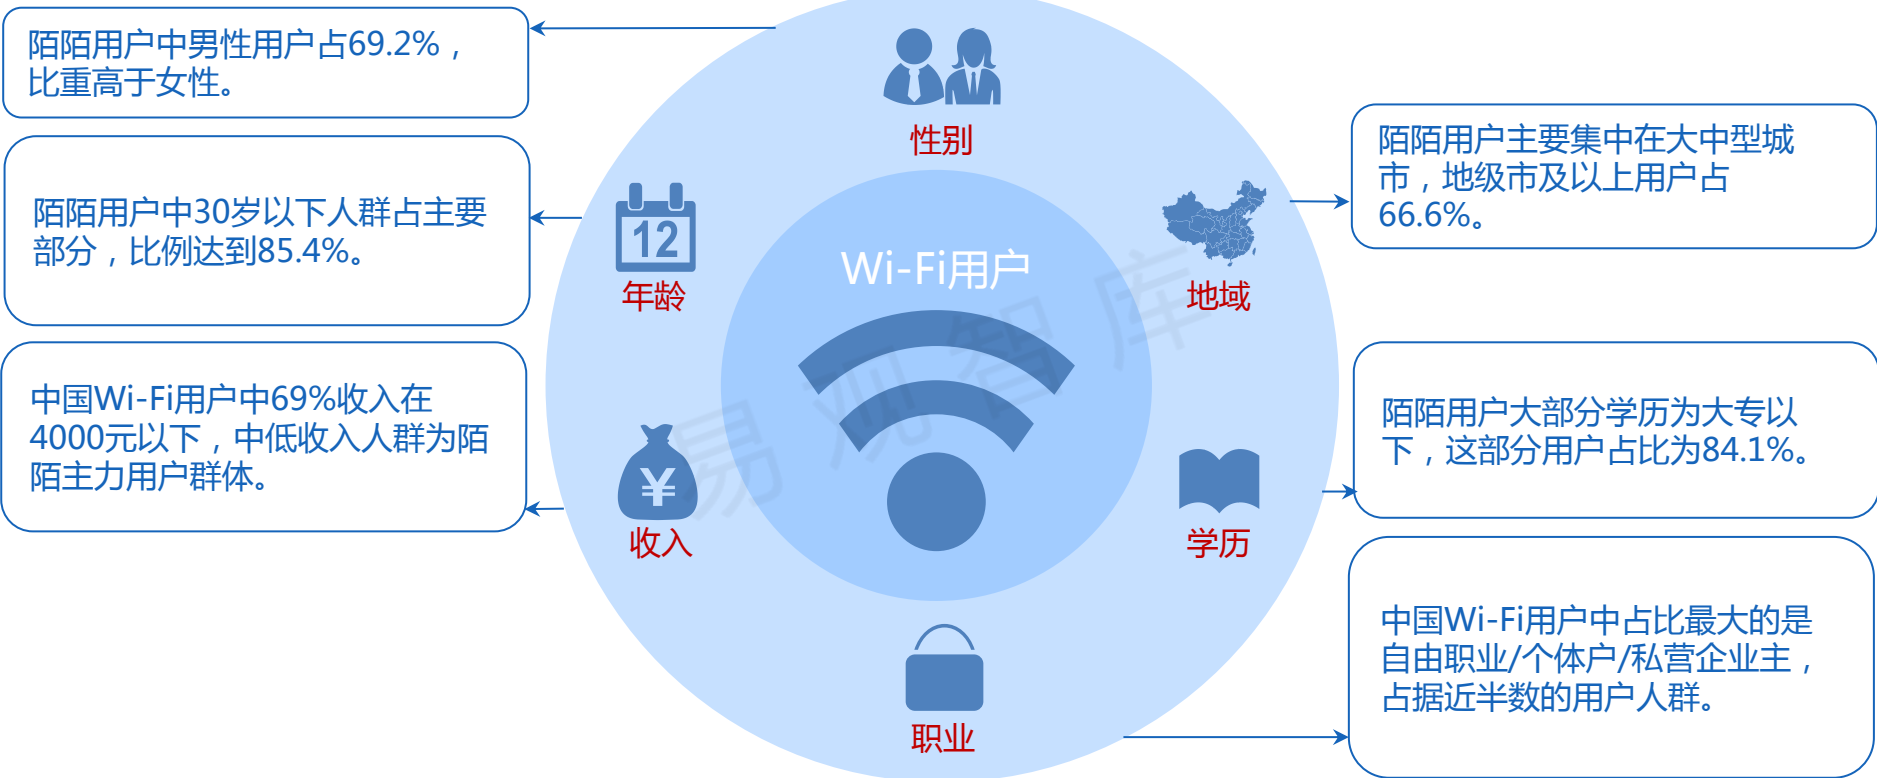 陌陌用户中男性用户占69.2%，
比重高于女性。
陌陌用户中30岁以下人群占主要
部分，比例达到85.4%。
中国Wi-Fi用户中69%收入在
4000元以下，中低收入人群为陌
陌主力用户群体。
性别
年龄
12
收入
¥
Wi-Fi用户
易观智库
地域
学历
职业
陌陌用户主要集中在大中型城
市，地级市及以上用户占
66.6%。
陌陌用户大部分学历为大专以
下，这部分用户占比为84.1%。
中国Wi-Fi用户中占比最大的是
自由职业/个体户/私营企业主，
占据近半数的用户人群。